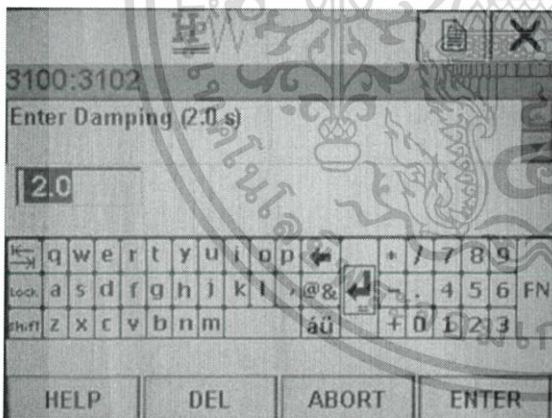 3100:3102
Enter Damping (2.0 s)
2.0
q w e r t y u i o p * / 7 8 9
Lock a s d f g h j k l ' @& - . 4 5 6 FN
shift z x c v b n m áü + 0 1 2 3
HELP DEL ABORT ENTER